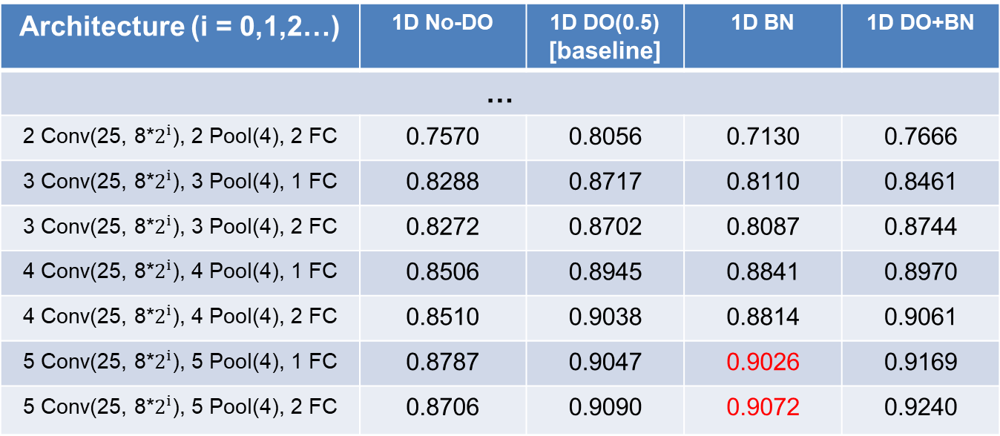 Architecture (i = 0,1,2…) 1D No-DO 1D DO(0.5) [baseline] 1D BN 1D DO+BN
…
2 Conv(25, 8*2ⁱ), 2 Pool(4), 2 FC 0.7570 0.8056 0.7130 0.7666
3 Conv(25, 8*2ⁱ), 3 Pool(4), 1 FC 0.8288 0.8717 0.8110 0.8461
3 Conv(25, 8*2ⁱ), 3 Pool(4), 2 FC 0.8272 0.8702 0.8087 0.8744
4 Conv(25, 8*2ⁱ), 4 Pool(4), 1 FC 0.8506 0.8945 0.8841 0.8970
4 Conv(25, 8*2ⁱ), 4 Pool(4), 2 FC 0.8510 0.9038 0.8814 0.9061
5 Conv(25, 8*2ⁱ), 5 Pool(4), 1 FC 0.8787 0.9047 0.9026 0.9169
5 Conv(25, 8*2ⁱ), 5 Pool(4), 2 FC 0.8706 0.9090 0.9072 0.9240